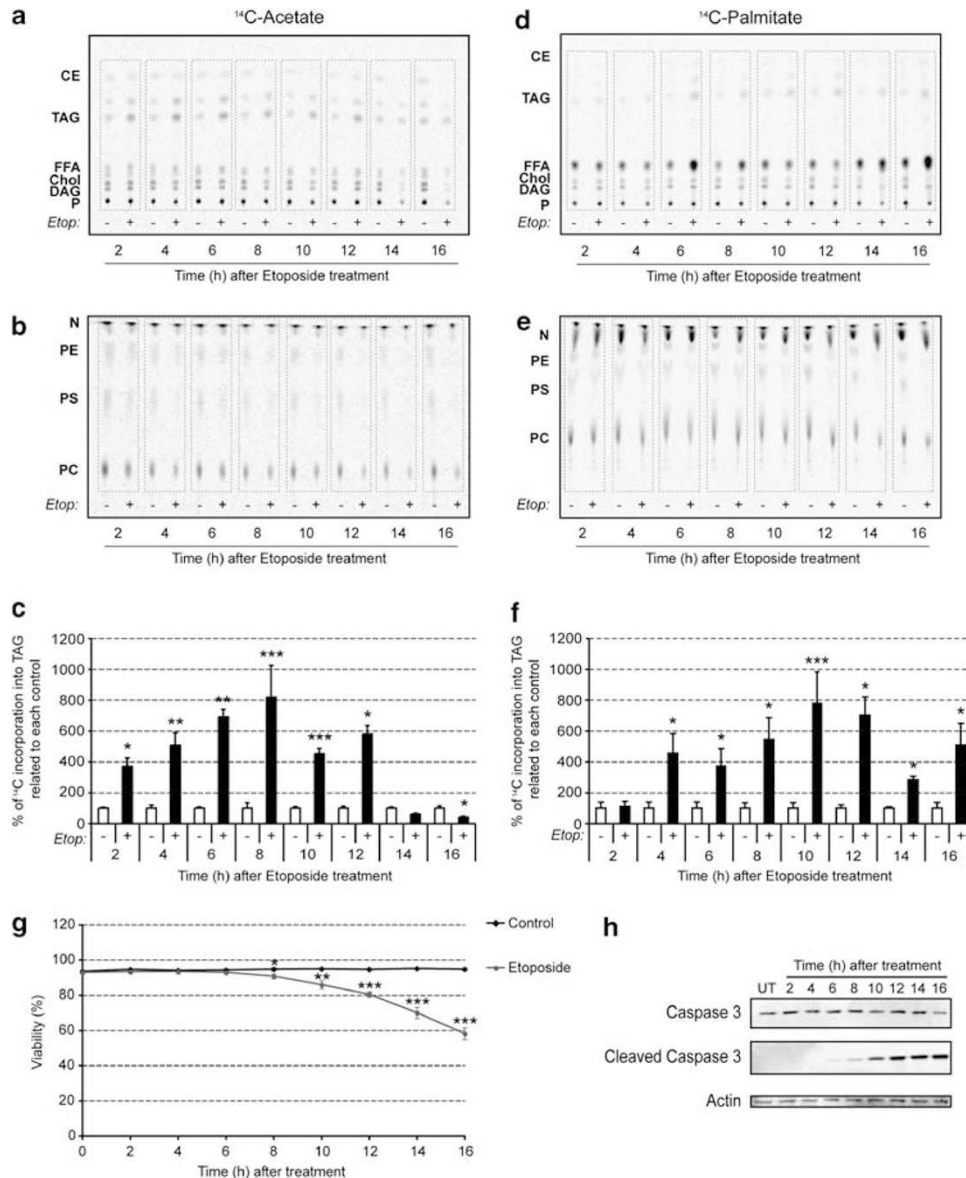 a
¹⁴C-Acetate
CE
TAG
FFA
Chol
DAG
P
Etop: - + - + - + - + - + - + - + - +
2 4 6 8 10 12 14 16
Time (h) after Etoposide treatment
b
N
PE
PS
PC
Etop: - + - + - + - + - + - + - + - +
2 4 6 8 10 12 14 16
Time (h) after Etoposide treatment
c
% of ¹⁴C incorporation into TAG
related to each control
1200
1000
800
600
400
200
0
* ** ** *** *** * *
Etop: - + - + - + - + - + - + - + - +
2 4 6 8 10 12 14 16
Time (h) after Etoposide treatment
d
¹⁴C-Palmitate
CE
TAG
FFA
Chol
DAG
P
Etop: - + - + - + - + - + - + - + - +
2 4 6 8 10 12 14 16
Time (h) after Etoposide treatment
e
N
PE
PS
PC
Etop: - + - + - + - + - + - + - + - +
2 4 6 8 10 12 14 16
Time (h) after Etoposide treatment
f
% of ¹⁴C incorporation into TAG
related to each control
1200
1000
800
600
400
200
0
* * * *** * * *
Etop: - + - + - + - + - + - + - + - +
2 4 6 8 10 12 14 16
Time (h) after Etoposide treatment
g
Viability (%)
120
100
80
60
40
20
0
* ** *** *** ***
0 2 4 6 8 10 12 14 16
Time (h) after treatment
Control
Etoposide
h
Time (h) after treatment
UT 2 4 6 8 10 12 14 16
Caspase 3
Cleaved Caspase 3
Actin